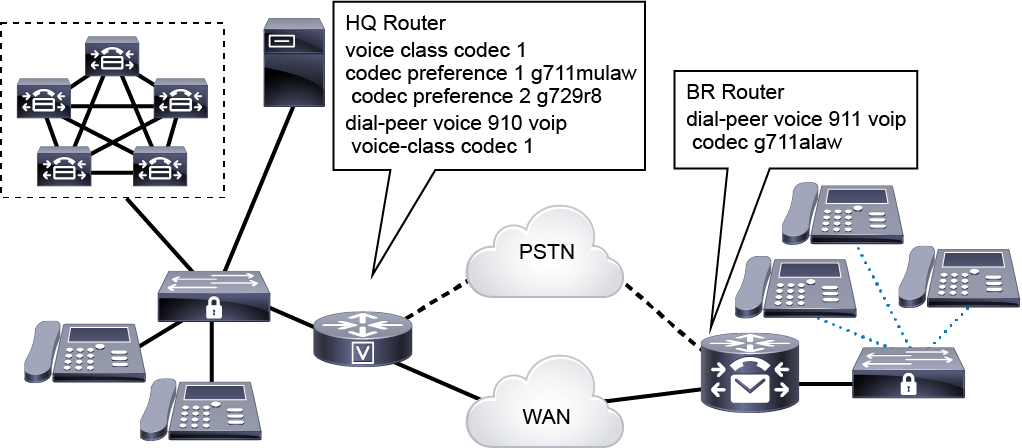 HQ Router
voice class codec 1
codec preference 1 g711mulaw
codec preference 2 g729r8
dial-peer voice 910 voip
voice-class codec 1
BR Router
dial-peer voice 911 voip
codec g711alaw
PSTN
V
WAN